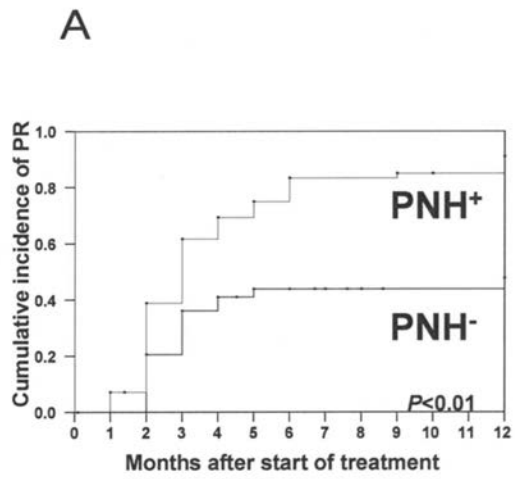 A
Cumulative incidence of PR
1.0
0.8
0.6
0.4
0.2
0.0
PNH⁺
PNH⁻
P<0.01
0 1 2 3 4 5 6 7 8 9 10 11 12
Months after start of treatment